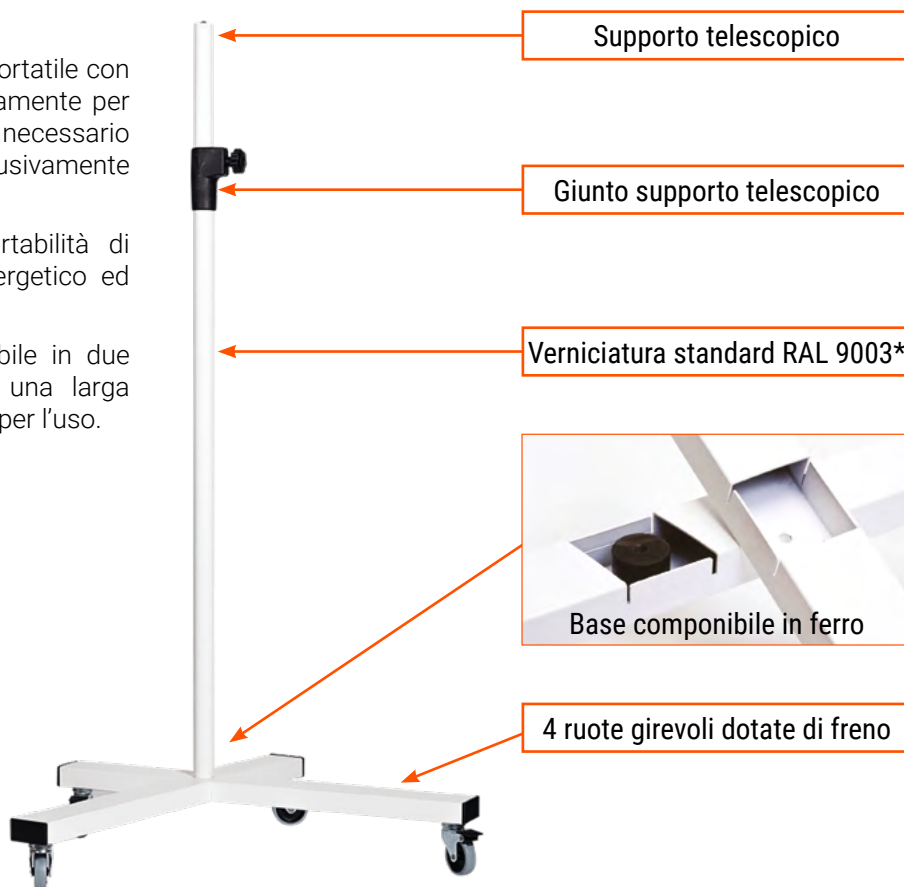 ortatile con
amente per
necessario
usivamente
rtabilità di
ergetico ed
bile in due
una larga
per l'uso.
Supporto telescopico
Giunto supporto telescopico
Verniciatura standard RAL 9003*
Base componibile in ferro
4 ruote girevoli dotate di freno